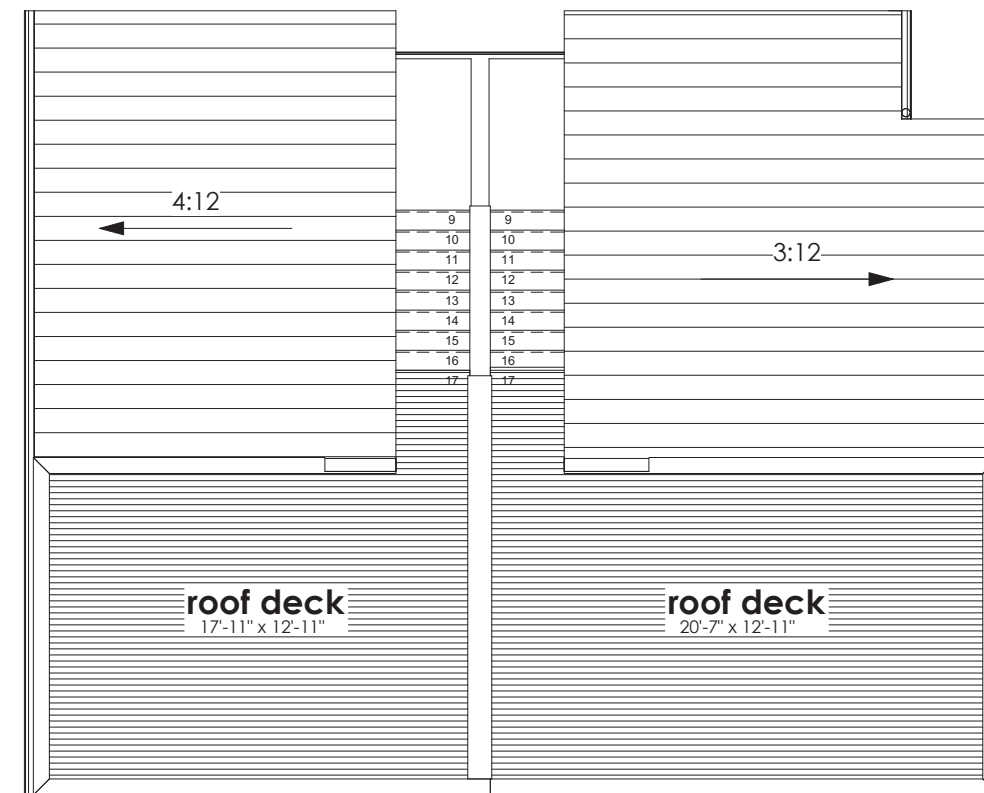 4:12
3:12
9 9
10 10
11 11
12 12
13 13
14 14
15 15
16 16
17 17
roof deck
17'-11" x 12'-11"
roof deck
20'-7" x 12'-11"